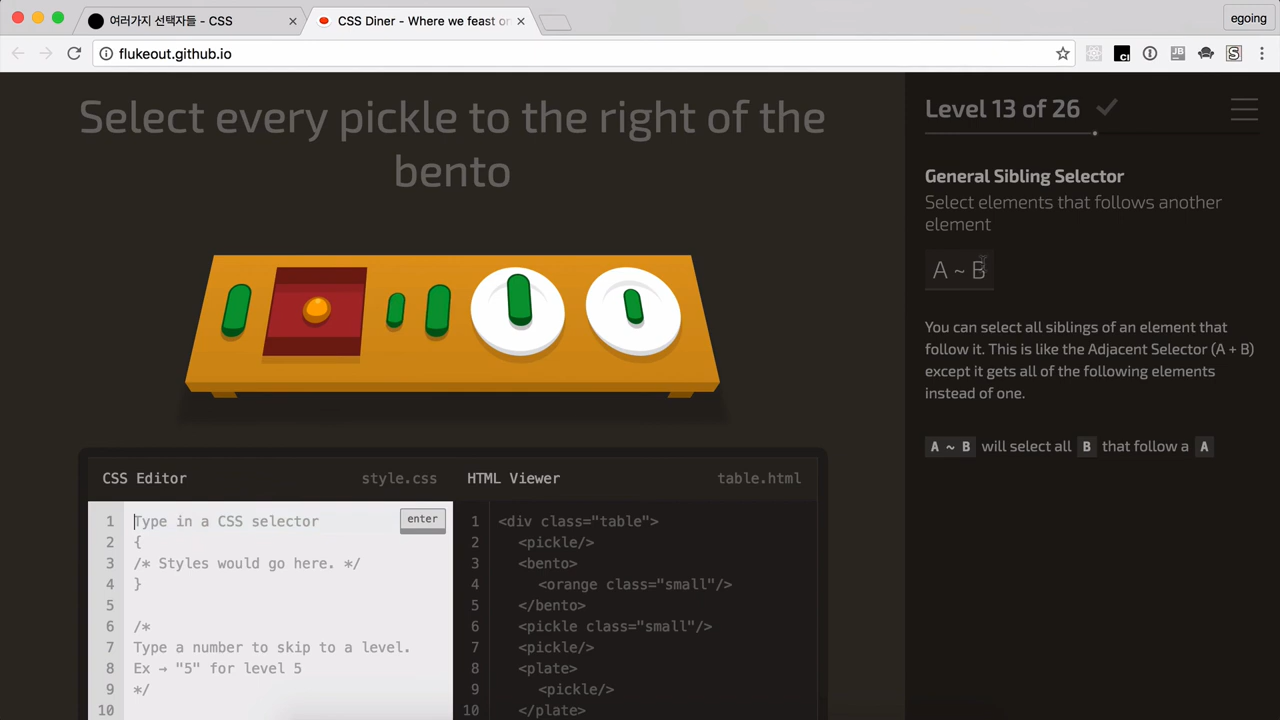 여러가지 선택자들 - CSS
CSS Diner - Where we feast on
egoing
flukeout.github.io
Select every pickle to the right of the
bento
Level 13 of 26
General Sibling Selector
Select elements that follows another
element
A ~ B
You can select all siblings of an element that
follow it. This is like the Adjacent Selector (A + B)
except it gets all of the following elements
instead of one.
A ~ B will select all B that follow a A
CSS Editor style.css
1 Type in a CSS selector enter
2 {
3 /* Styles would go here. */
4 }
5
6 /*
7 Type a number to skip to a level.
8 Ex → "5" for level 5
9 */
10
HTML Viewer table.html
1 <div class="table">
2 <pickle/>
3 <bento>
4 <orange class="small"/>
5 </bento>
6 <pickle class="small"/>
7 <pickle/>
8 <plate>
9 <pickle/>
10 </plate>